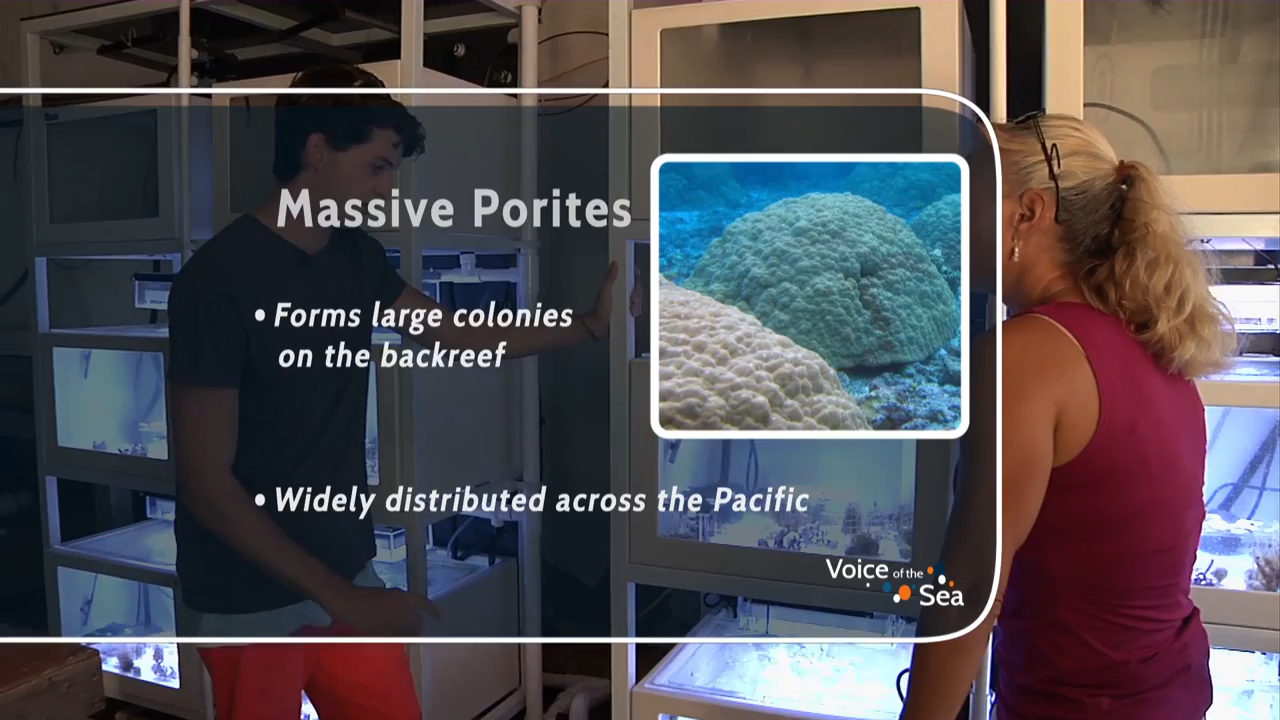 Massive Porites
• Forms large colonies
on the backreef
• Widely distributed across the Pacific
Voice of the
Sea